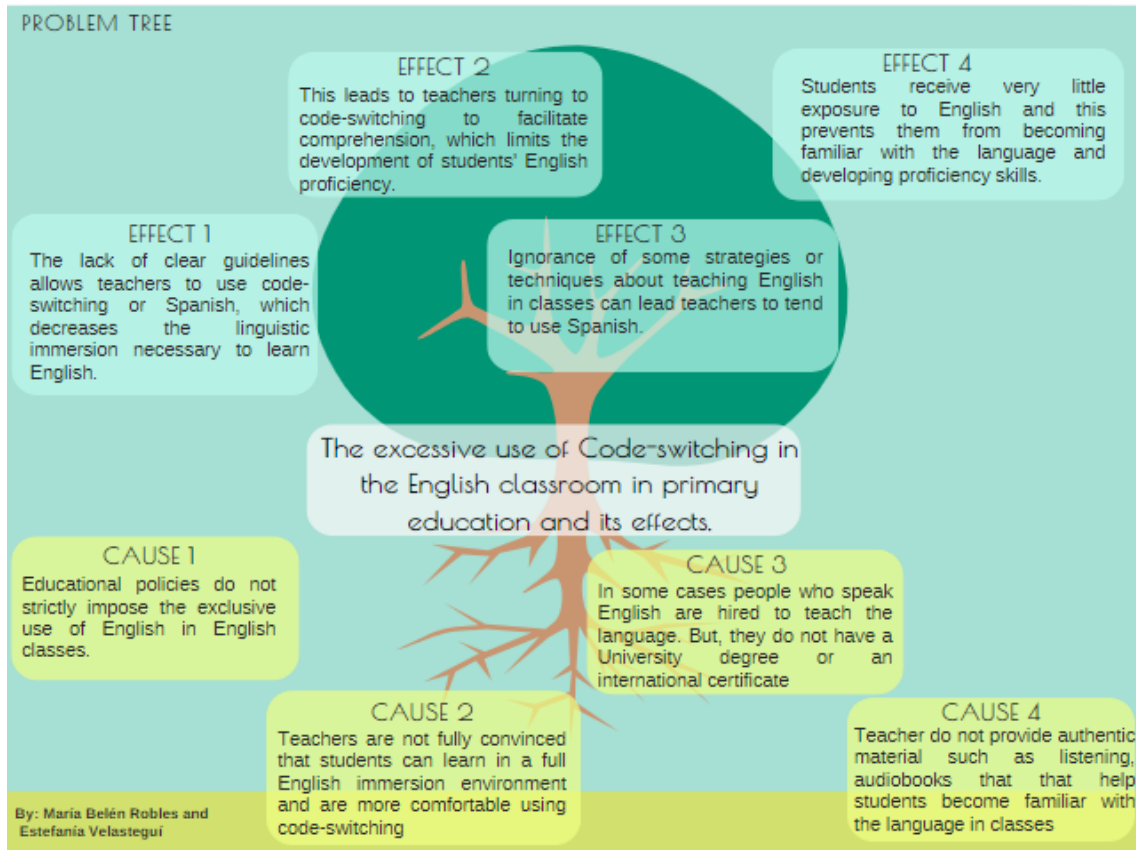 PROBLEM TREE
EFFECT 2
This leads to teachers turning to
code-switching to facilitate
comprehension, which limits the
development of students' English
proficiency.
EFFECT 4
Students receive very little
exposure to English and this
prevents them from becoming
familiar with the language and
developing proficiency skills.
EFFECT 1
The lack of clear guidelines
allows teachers to use code-
switching or Spanish, which
decreases the linguistic
immersion necessary to learn
English.
EFFECT 3
Ignorance of some strategies or
techniques about teaching English
in classes can lead teachers to tend
to use Spanish.
The excessive use of Code-switching in
the English classroom in primary
education and its effects.
CAUSE 1
Educational policies do not
strictly impose the exclusive
use of English in English
classes.
CAUSE 3
In some cases people who speak
English are hired to teach the
language. But, they do not have a
University degree or an
international certificate
CAUSE 2
Teachers are not fully convinced
that students can learn in a full
English immersion environment
and are more comfortable using
code-switching
CAUSE 4
Teacher do not provide authentic
material such as listening,
audiobooks that that help
students become familiar with
the language in classes
By: María Belén Robles and
Estefanía Velasteguí